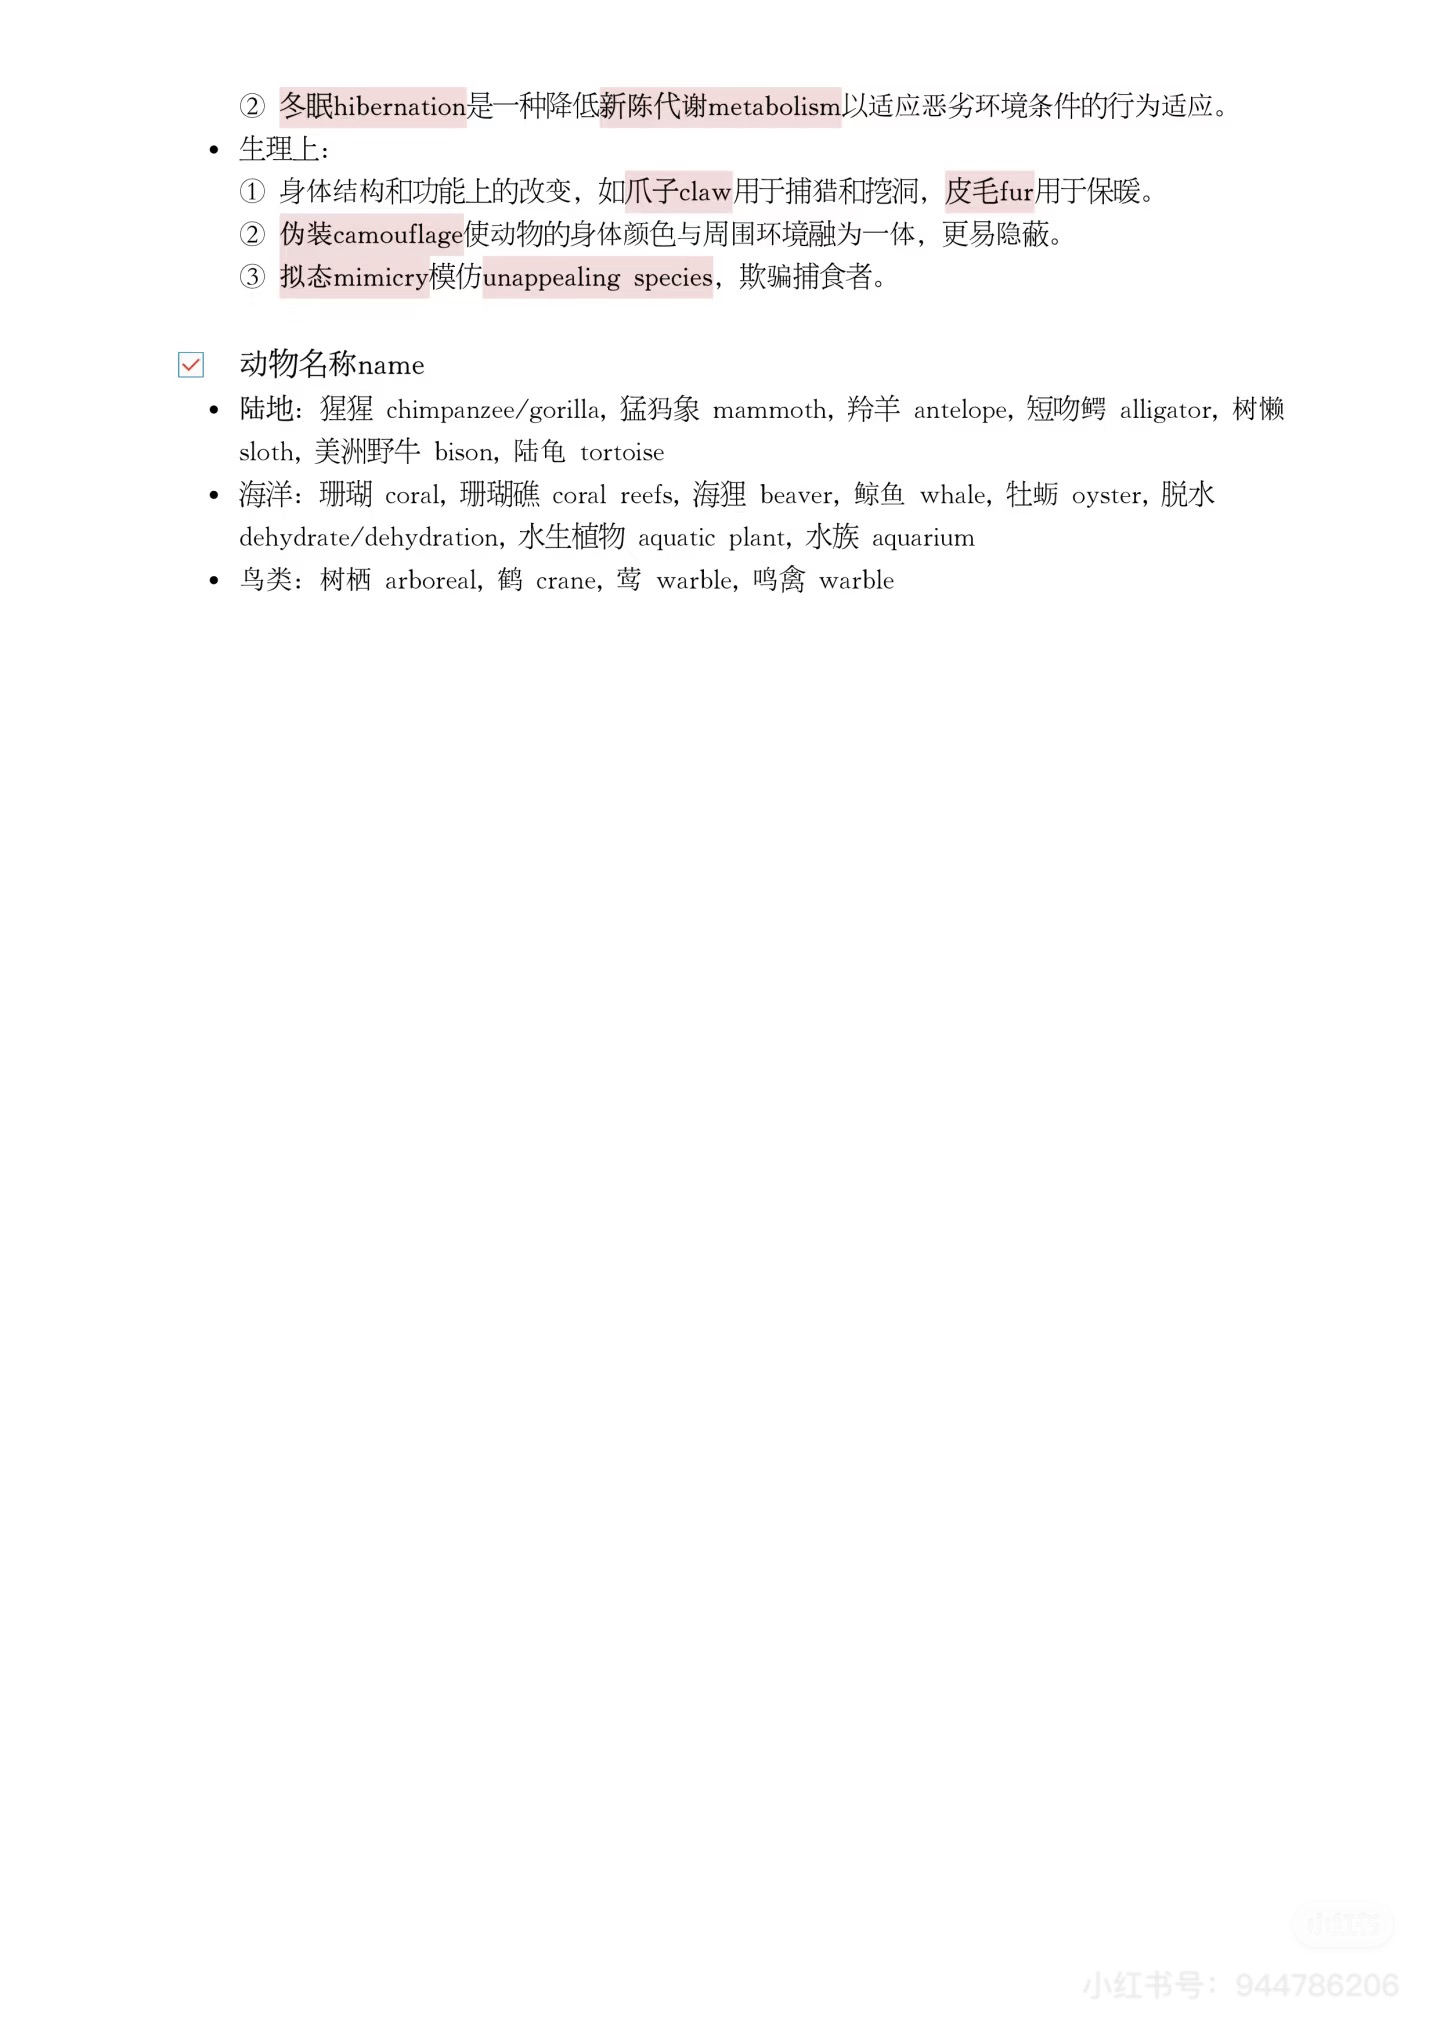 ② 冬眠hibernation是一种降低新陈代谢metabolism以适应恶劣环境条件的行为适应。
• 生理上：
① 身体结构和功能上的改变，如爪子claw用于捕猎和挖洞，皮毛fur用于保暖。
② 伪装camouflage使动物的身体颜色与周围环境融为一体，更易隐蔽。
③ 拟态mimicry模仿unappealing species，欺骗捕食者。
动物名称name
• 陆地：猩猩 chimpanzee/gorilla, 猛犸象 mammoth, 羚羊 antelope, 短吻鳄 alligator, 树懒
sloth, 美洲野牛 bison, 陆龟 tortoise
• 海洋：珊瑚 coral, 珊瑚礁 coral reefs, 海狸 beaver, 鲸鱼 whale, 牡蛎 oyster, 脱水
dehydrate/dehydration, 水生植物 aquatic plant, 水族 aquarium
• 鸟类：树栖 arboreal, 鹤 crane, 莺 warble, 鸣禽 warble
小红书
小红书号：944786206